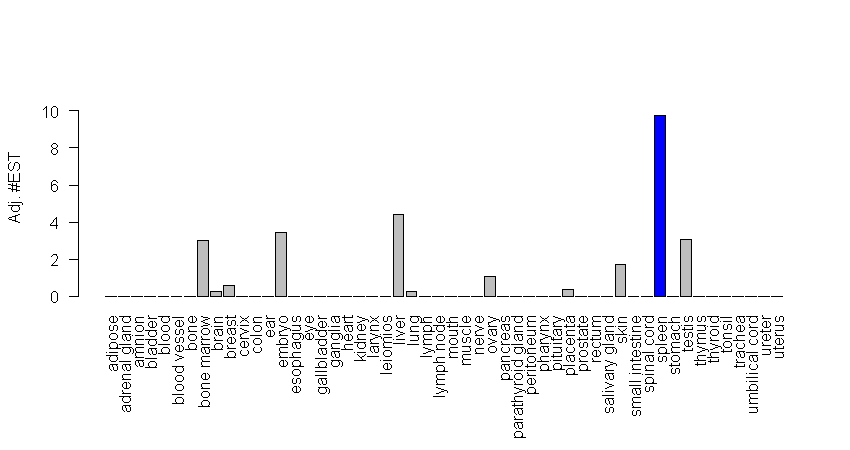 Adj. #EST
10
8
6
4
2
0
adipose
adrenal gland
amnion
bladder
blood
blood vessel
bone
bone marrow
brain
breast
cervix
colon
ear
embryo
esophagus
eye
gallbladder
ganglia
heart
kidney
larynx
leiomios
liver
lung
lymph
lymph node
mouth
muscle
nerve
ovary
pancreas
parathyroid gland
peritoneum
pharynx
pituitary
placenta
prostate
rectum
salivary gland
skin
small intestine
spinal cord
spleen
stomach
testis
thymus
thyroid
tonsil
trachea
umbilical cord
ureter
uterus